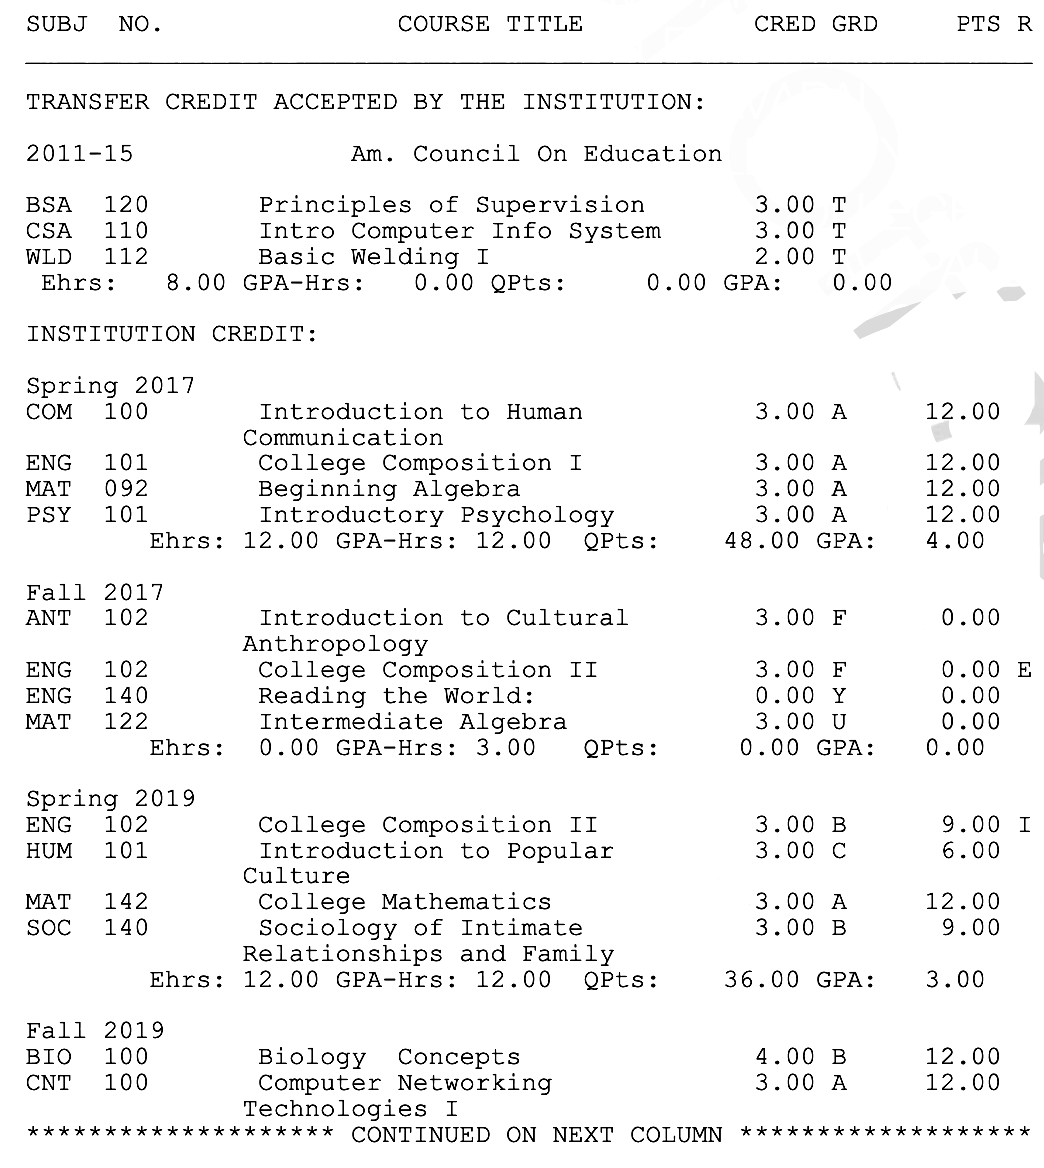 SUBJ NO. COURSE TITLE CRED GRD PTS R
TRANSFER CREDIT ACCEPTED BY THE INSTITUTION:
2011-15 Am. Council On Education
BSA 120 Principles of Supervision 3.00 T
CSA 110 Intro Computer Info System 3.00 T
WLD 112 Basic Welding I 2.00 T
Ehrs: 8.00 GPA-Hrs: 0.00 QPts: 0.00 GPA: 0.00
INSTITUTION CREDIT:
Spring 2017
COM 100 Introduction to Human 3.00 A 12.00
Communication
ENG 101 College Composition I 3.00 A 12.00
MAT 092 Beginning Algebra 3.00 A 12.00
PSY 101 Introductory Psychology 3.00 A 12.00
Ehrs: 12.00 GPA-Hrs: 12.00 QPts: 48.00 GPA: 4.00
Fall 2017
ANT 102 Introduction to Cultural 3.00 F 0.00
Anthropology
ENG 102 College Composition II 3.00 F 0.00 E
ENG 140 Reading the World: 0.00 Y 0.00
MAT 122 Intermediate Algebra 3.00 U 0.00
Ehrs: 0.00 GPA-Hrs: 3.00 QPts: 0.00 GPA: 0.00
Spring 2019
ENG 102 College Composition II 3.00 B 9.00 I
HUM 101 Introduction to Popular 3.00 C 6.00
Culture
MAT 142 College Mathematics 3.00 A 12.00
SOC 140 Sociology of Intimate 3.00 B 9.00
Relationships and Family
Ehrs: 12.00 GPA-Hrs: 12.00 QPts: 36.00 GPA: 3.00
Fall 2019
BIO 100 Biology Concepts 4.00 B 12.00
CNT 100 Computer Networking 3.00 A 12.00
Technologies I
******************** CONTINUED ON NEXT COLUMN *******************